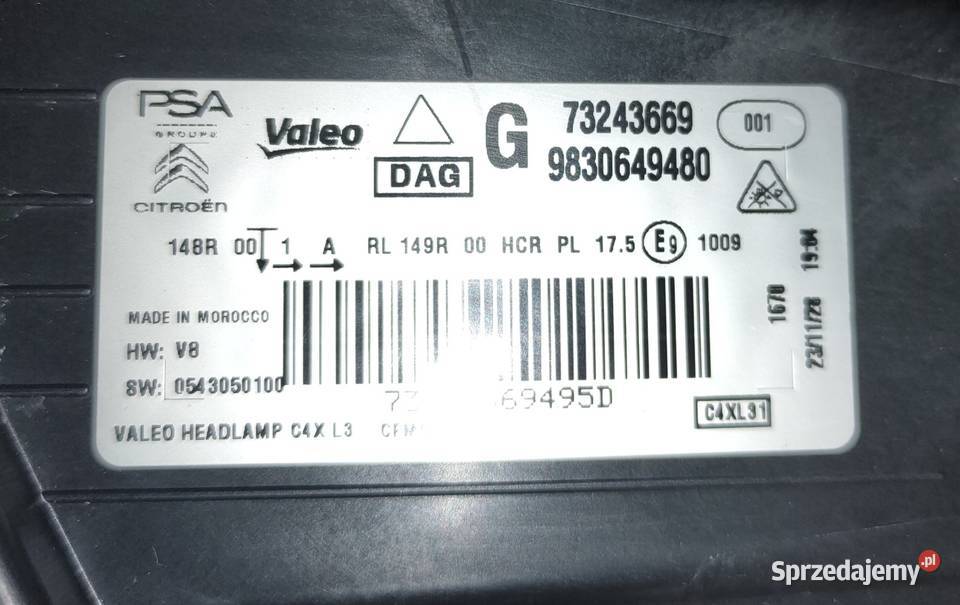 PSA
GROUPE
CITROËN
Valeo
DAG
G
73243669
9830649480
001
148R 00 1 A RL 149R 00 HCR PL 17.5 E9 1009
MADE IN MOROCCO
HW: V8
SW: 0543050100
69495D
VALEO HEADLAMP C4X L3
C4XL31
1670
23/11/28 19:04
Sprzedajemy.pl